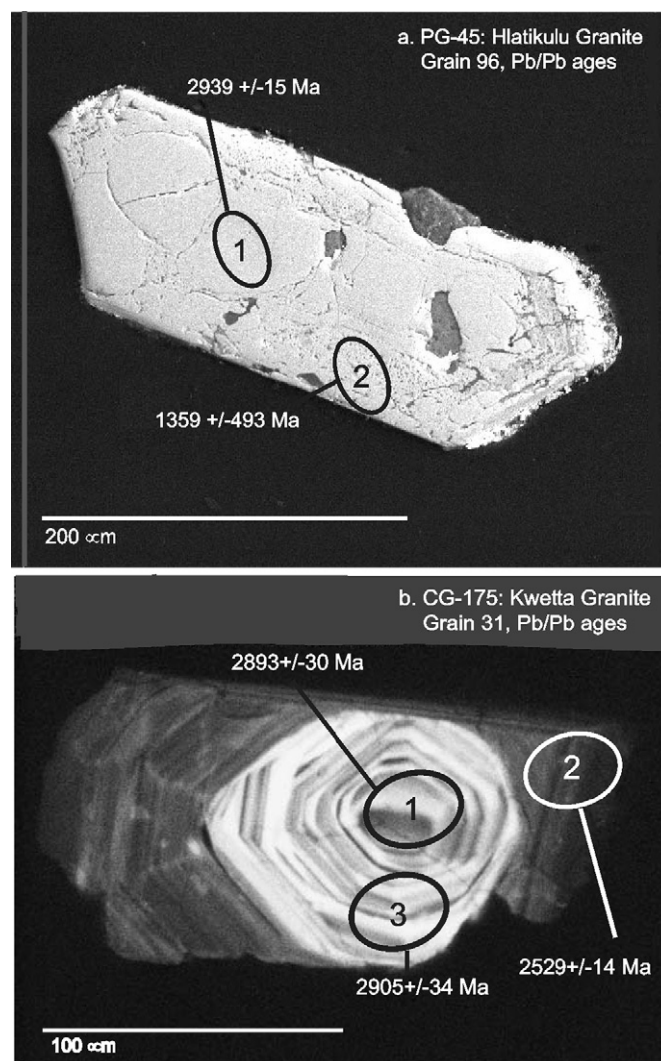 a. PG-45: Hlatikulu Granite
Grain 96, Pb/Pb ages
2939 +/-15 Ma
1
2
1359 +/-493 Ma
200 ∝m
b. CG-175: Kwetta Granite
Grain 31, Pb/Pb ages
2893+/-30 Ma
2
1
3
2529+/-14 Ma
2905+/-34 Ma
100 ∝m